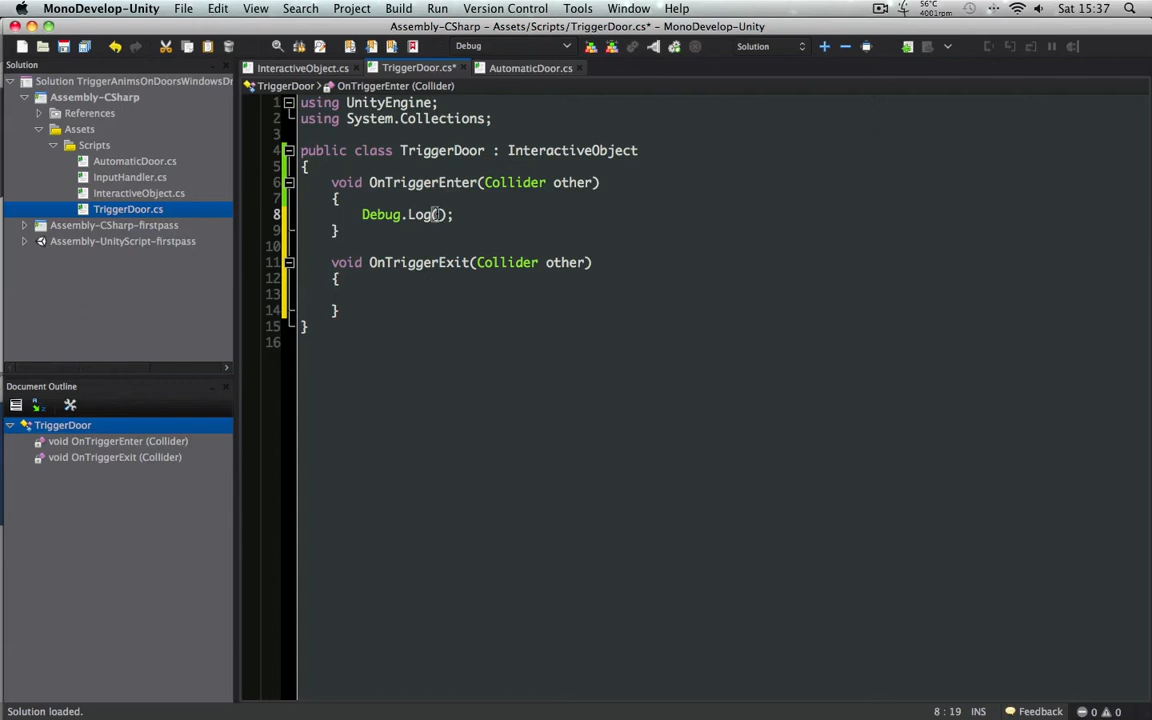 MonoDevelop-Unity File Edit View Search Project Build Run Version Control Tools Window Help 56°C 4001rpm Sat 15:37
Assembly-CSharp - Assets/Scripts/TriggerDoor.cs* - MonoDevelop-Unity
Debug Solution
Solution
Solution TriggerAnimsOnDoorsWindowsDr
Assembly-CSharp
References
Assets
Scripts
AutomaticDoor.cs
InputHandler.cs
InteractiveObject.cs
TriggerDoor.cs
Assembly-CSharp-firstpass
Assembly-UnityScript-firstpass
Document Outline
TriggerDoor
void OnTriggerEnter (Collider)
void OnTriggerExit (Collider)
InteractiveObject.cs TriggerDoor.cs* AutomaticDoor.cs
TriggerDoor OnTriggerEnter (Collider)
1 using UnityEngine;
2 using System.Collections;
3
4 public class TriggerDoor : InteractiveObject
5 {
6 void OnTriggerEnter(Collider other)
7 {
8 Debug.Log();
9 }
10
11 void OnTriggerExit(Collider other)
12 {
13
14 }
15 }
16
Solution loaded. 8 : 19 INS Feedback 0 0